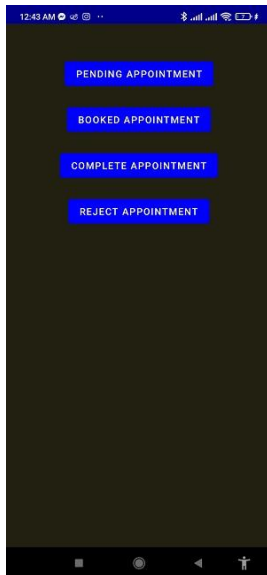 12:43 AM
PENDING APPOINTMENT
BOOKED APPOINTMENT
COMPLETE APPOINTMENT
REJECT APPOINTMENT